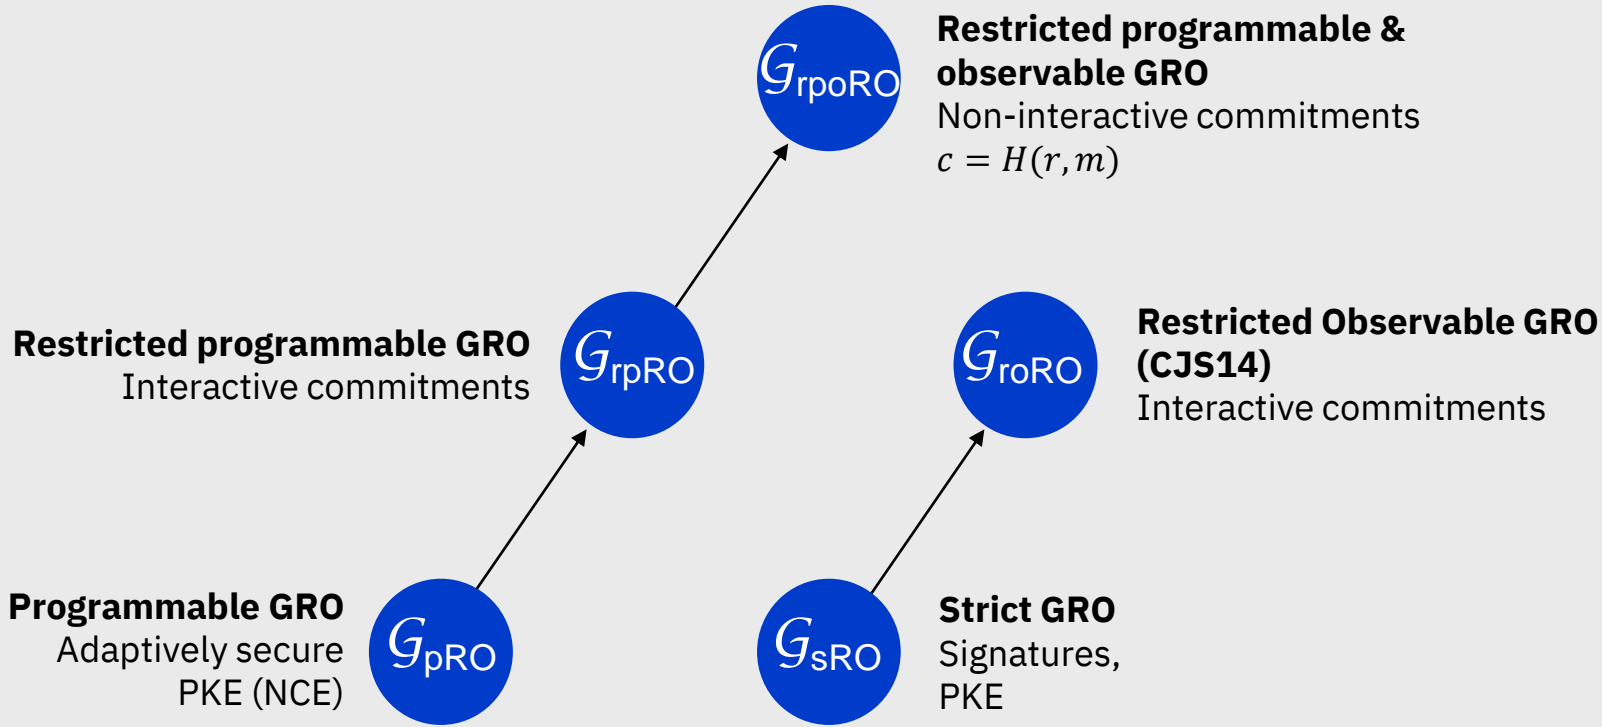 𝒢rpoRO
Restricted programmable &
observable GRO
Non-interactive commitments
c = H(r, m)
Restricted programmable GRO
Interactive commitments
𝒢rpRO
𝒢roRO
Restricted Observable GRO
(CJS14)
Interactive commitments
Programmable GRO
Adaptively secure
PKE (NCE)
𝒢pRO
𝒢sRO
Strict GRO
Signatures,
PKE